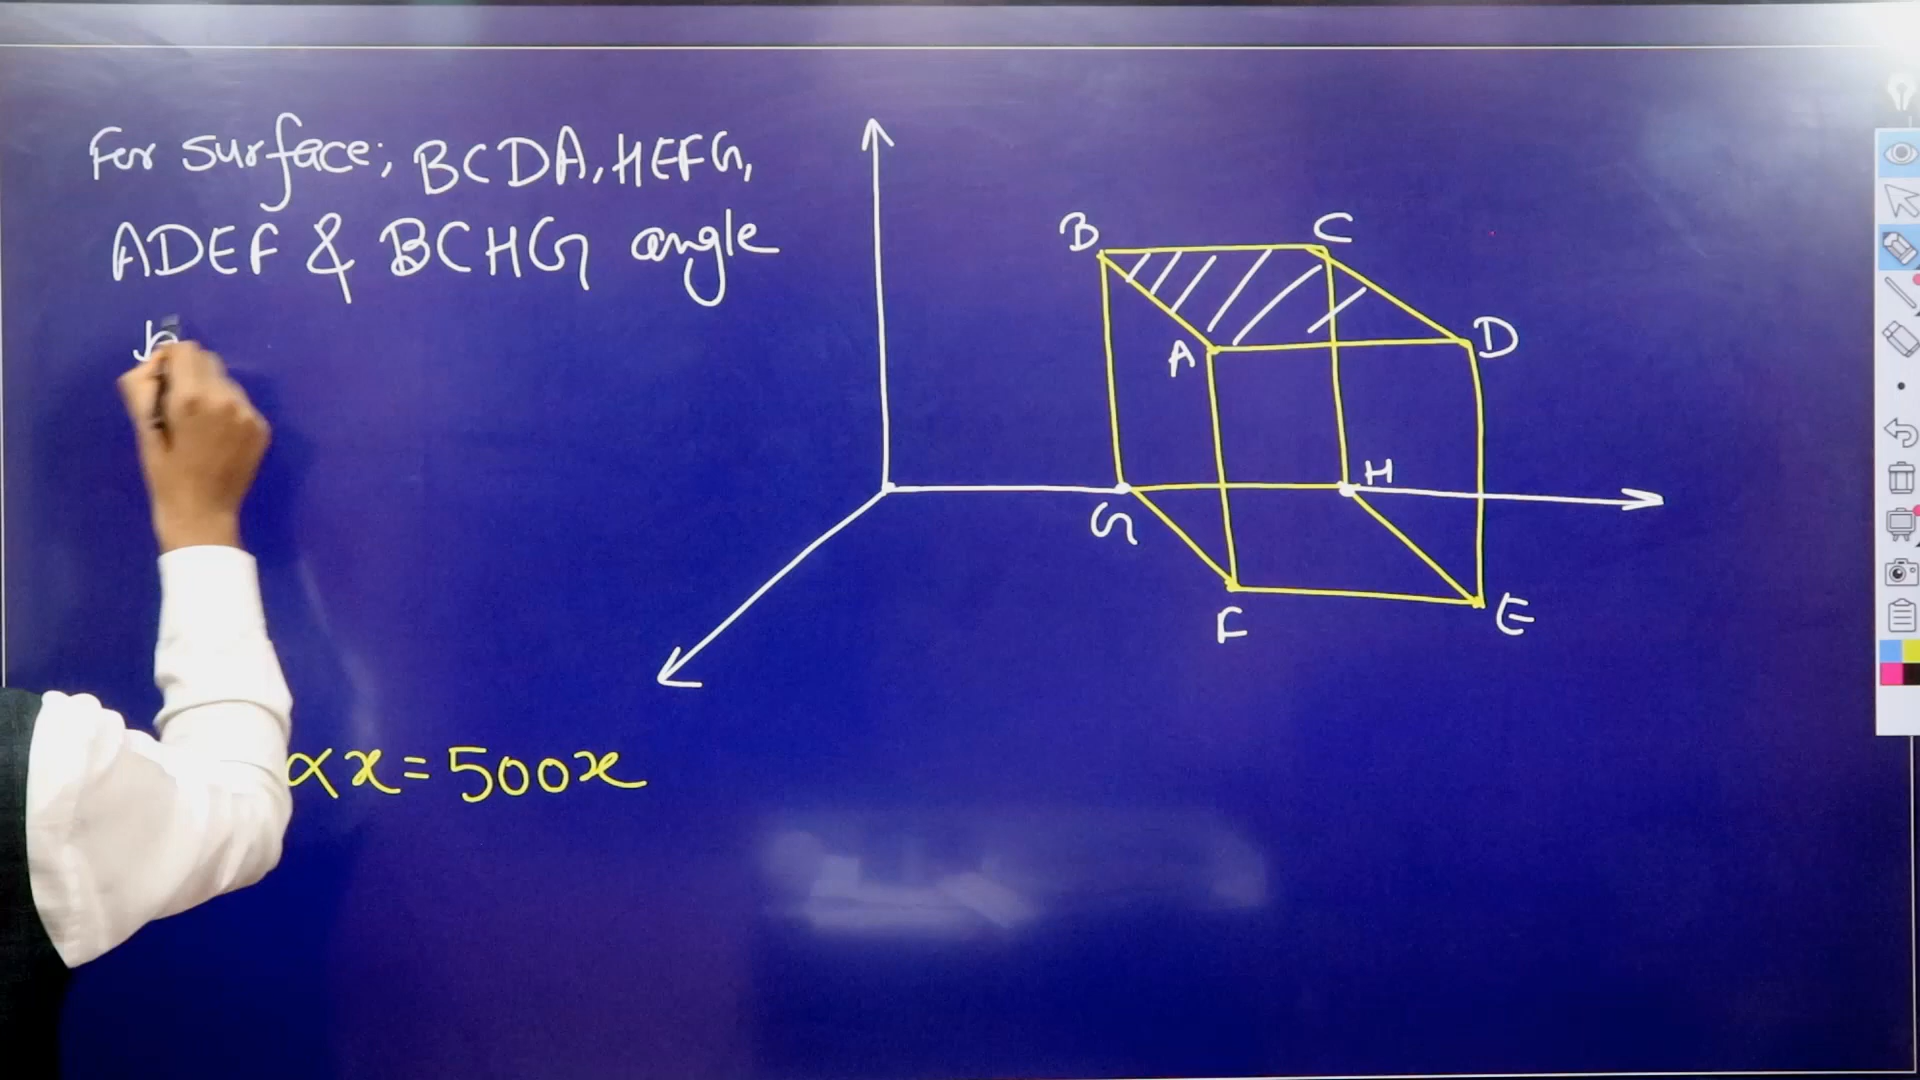 For surface; BCDA, HEFG,
ADEF & BCHG angle
B
C
A
D
H
G
F
E
αx=500x